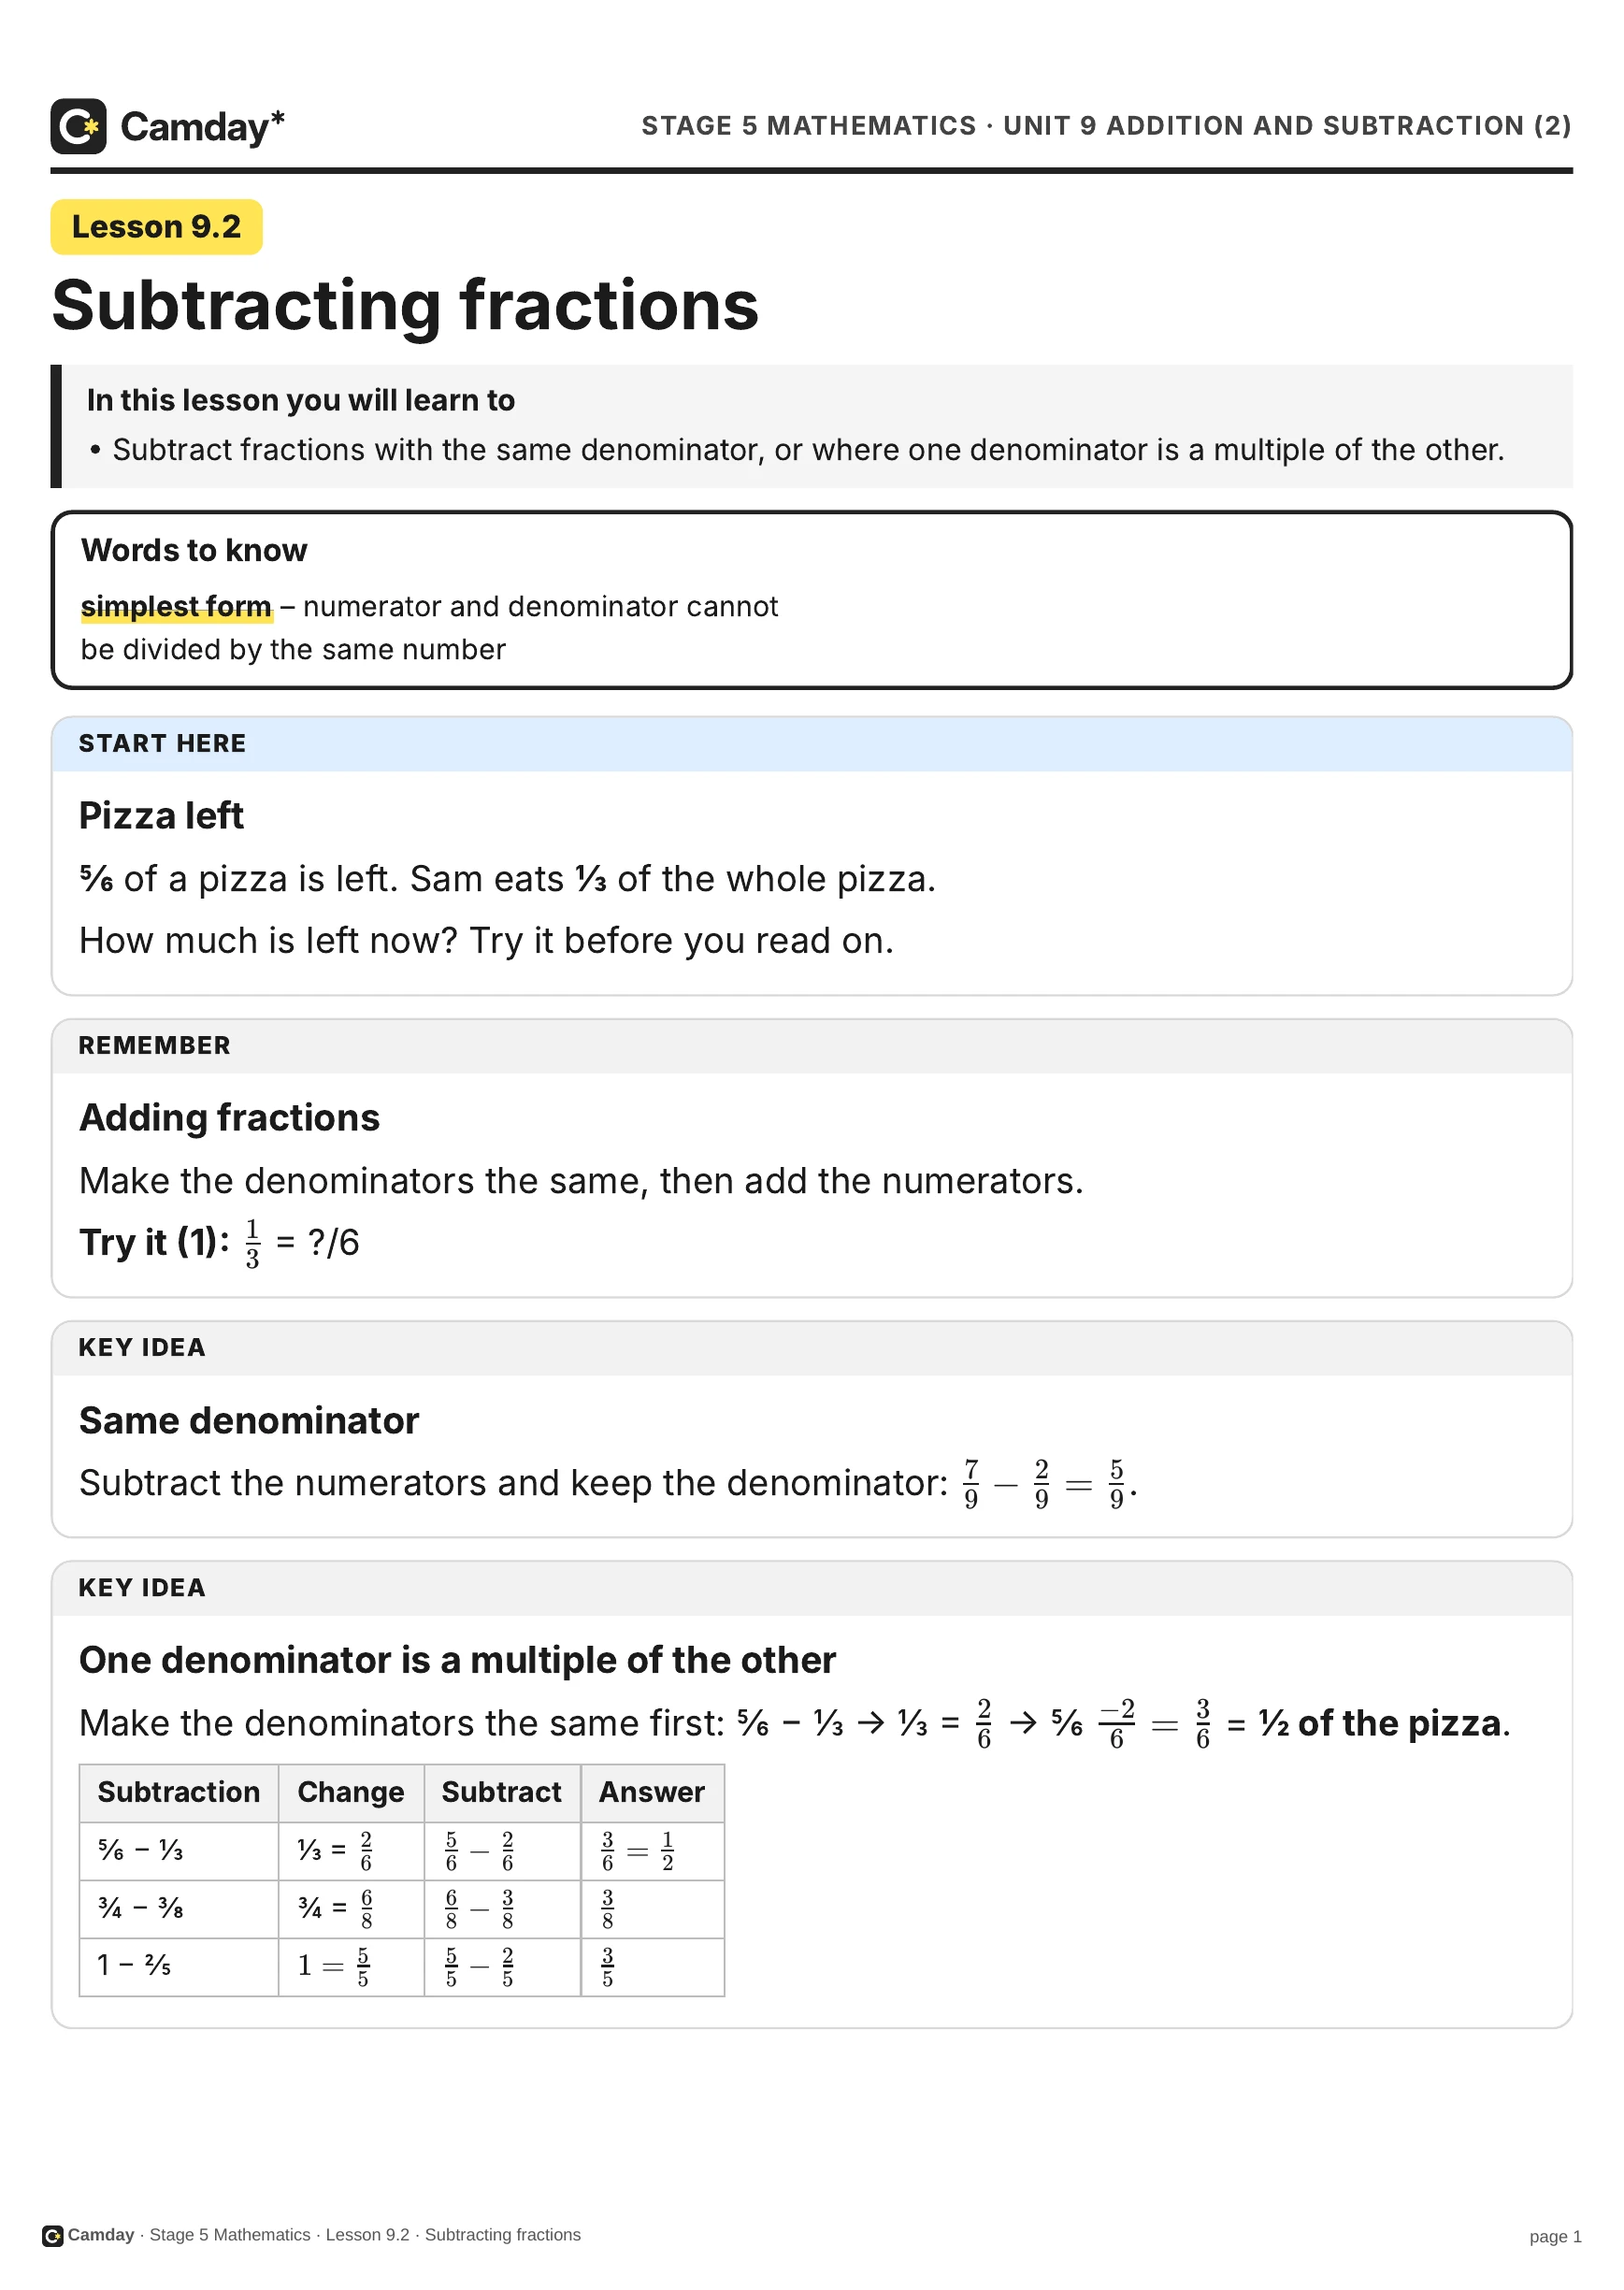 Camday*
STAGE 5 MATHEMATICS · UNIT 9 ADDITION AND SUBTRACTION (2)
Lesson 9.2
Subtracting fractions
In this lesson you will learn to
• Subtract fractions with the same denominator, or where one denominator is a multiple of the other.
Words to know
simplest form – numerator and denominator cannot
be divided by the same number
START HERE
Pizza left
⅚ of a pizza is left. Sam eats ⅓ of the whole pizza.
How much is left now? Try it before you read on.
REMEMBER
Adding fractions
Make the denominators the same, then add the numerators.
Try it (1): 1/3 = ?/6
KEY IDEA
Same denominator
Subtract the numerators and keep the denominator: 7/9 − 2/9 = 5/9.
KEY IDEA
One denominator is a multiple of the other
Make the denominators the same first: ⅚ − ⅓ → ⅓ = 2/6 → ⅚ −2/6 = 3/6 = ½ of the pizza.
Subtraction Change Subtract Answer
⅚ − ⅓ ⅓ = 2/6 5/6 − 2/6 3/6 = 1/2
¾ − ⅜ ¾ = 6/8 6/8 − 3/8 3/8
1 − ⅖ 1 = 5/5 5/5 − 2/5 3/5
Camday · Stage 5 Mathematics · Lesson 9.2 · Subtracting fractions
page 1